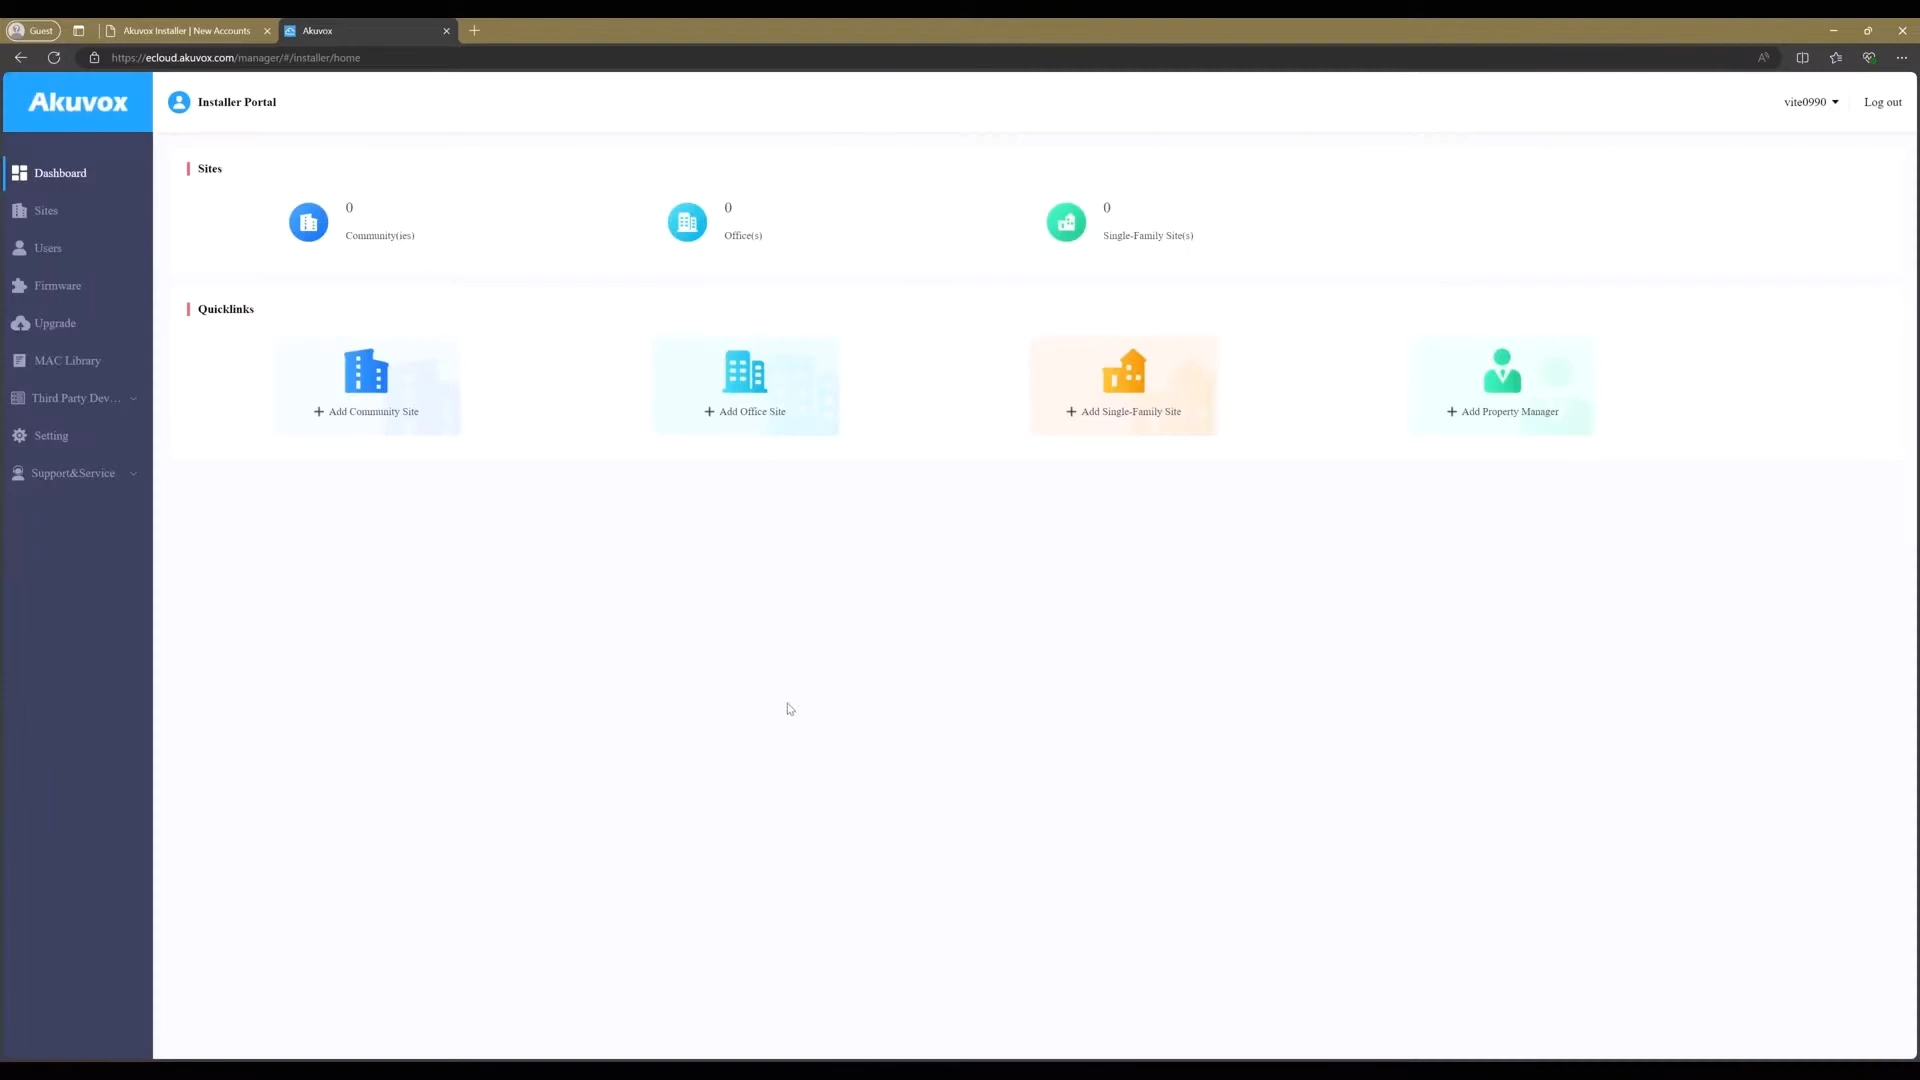 Guest
Akuvox Installer | New Accounts
Akuvox
https://ecloud.akuvox.com/manager/#/installer/home
Akuvox
Installer Portal
vite0990
Log out
Dashboard
Sites
Users
Firmware
Upgrade
MAC Library
Third Party Dev...
Setting
Support&Service
Sites
0
Community(ies)
0
Office(s)
0
Single-Family Site(s)
Quicklinks
+ Add Community Site
+ Add Office Site
+ Add Single-Family Site
+ Add Property Manager